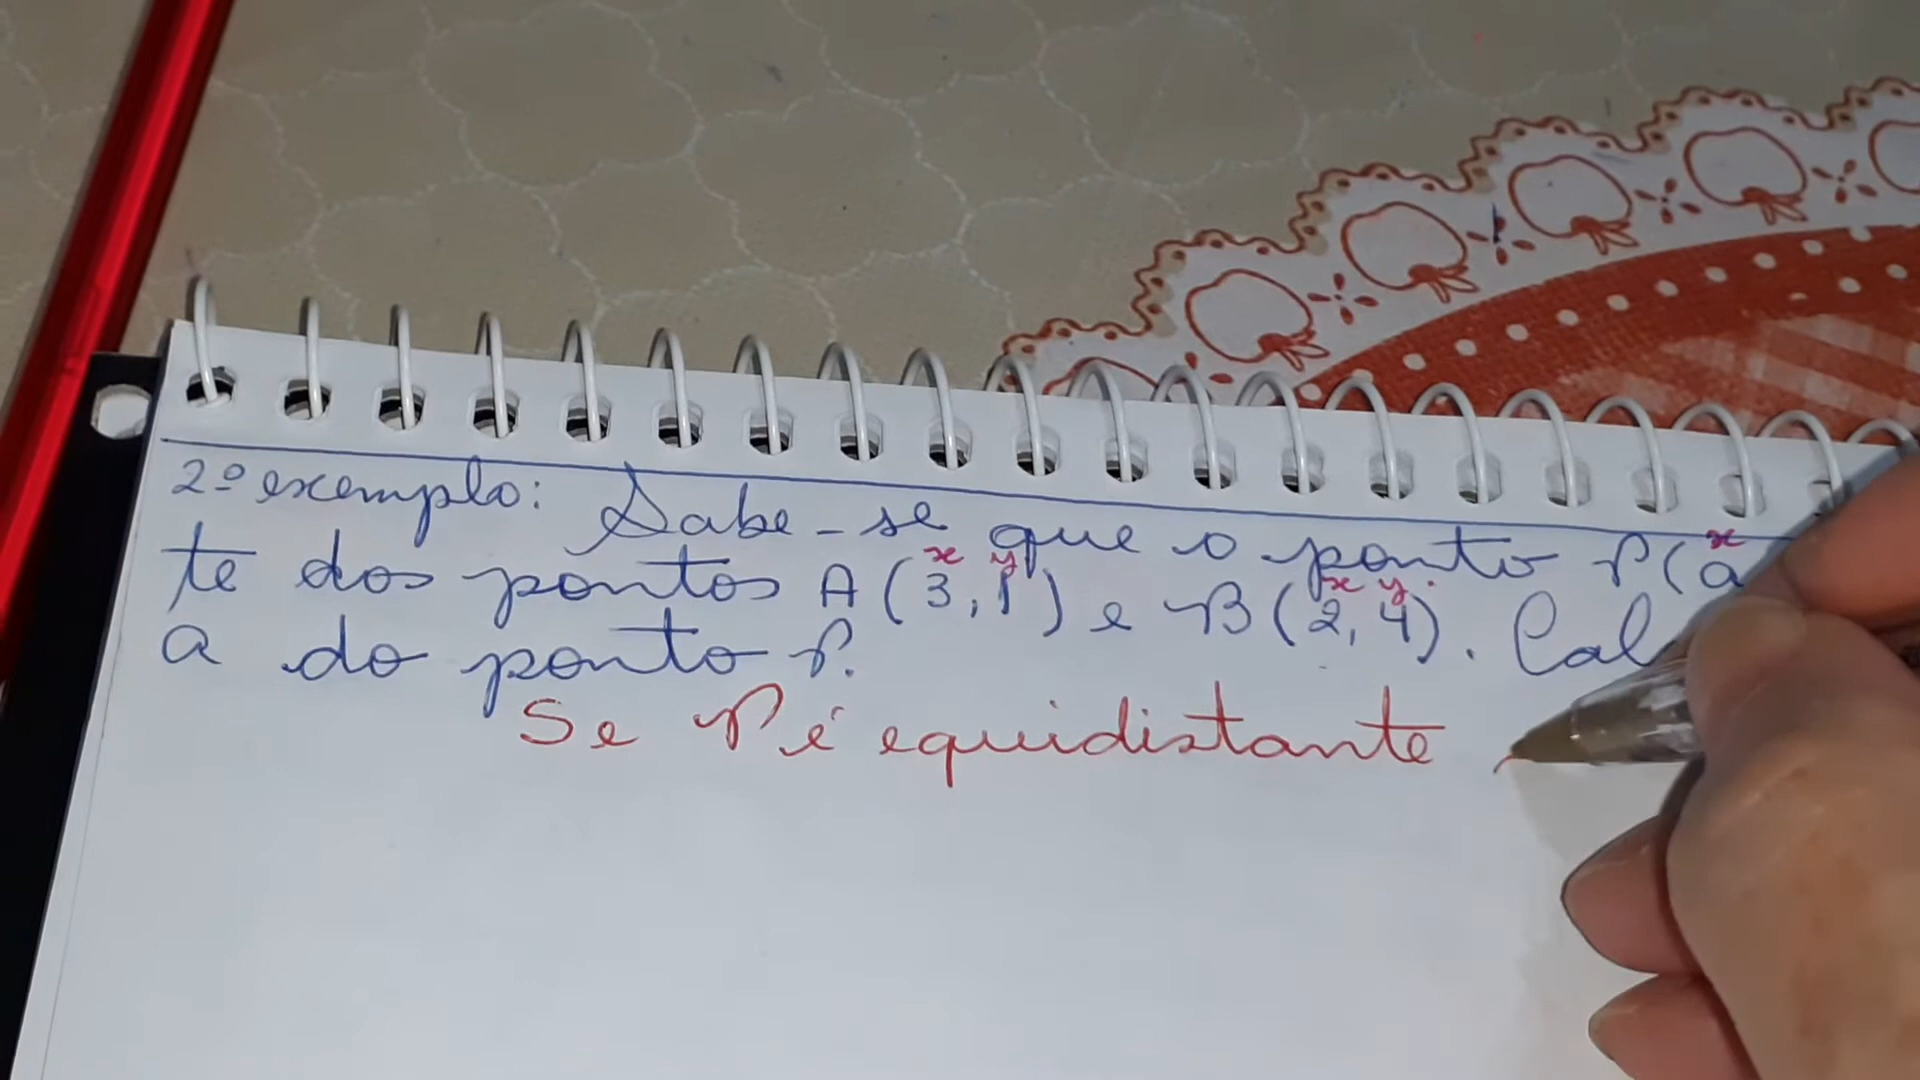 2º exemplo: Sabe-se que o ponto P(a
x
x y x y
te dos pontos A(3,1) e B(2,4). Cal
a do ponto P.
Se P é equidistante